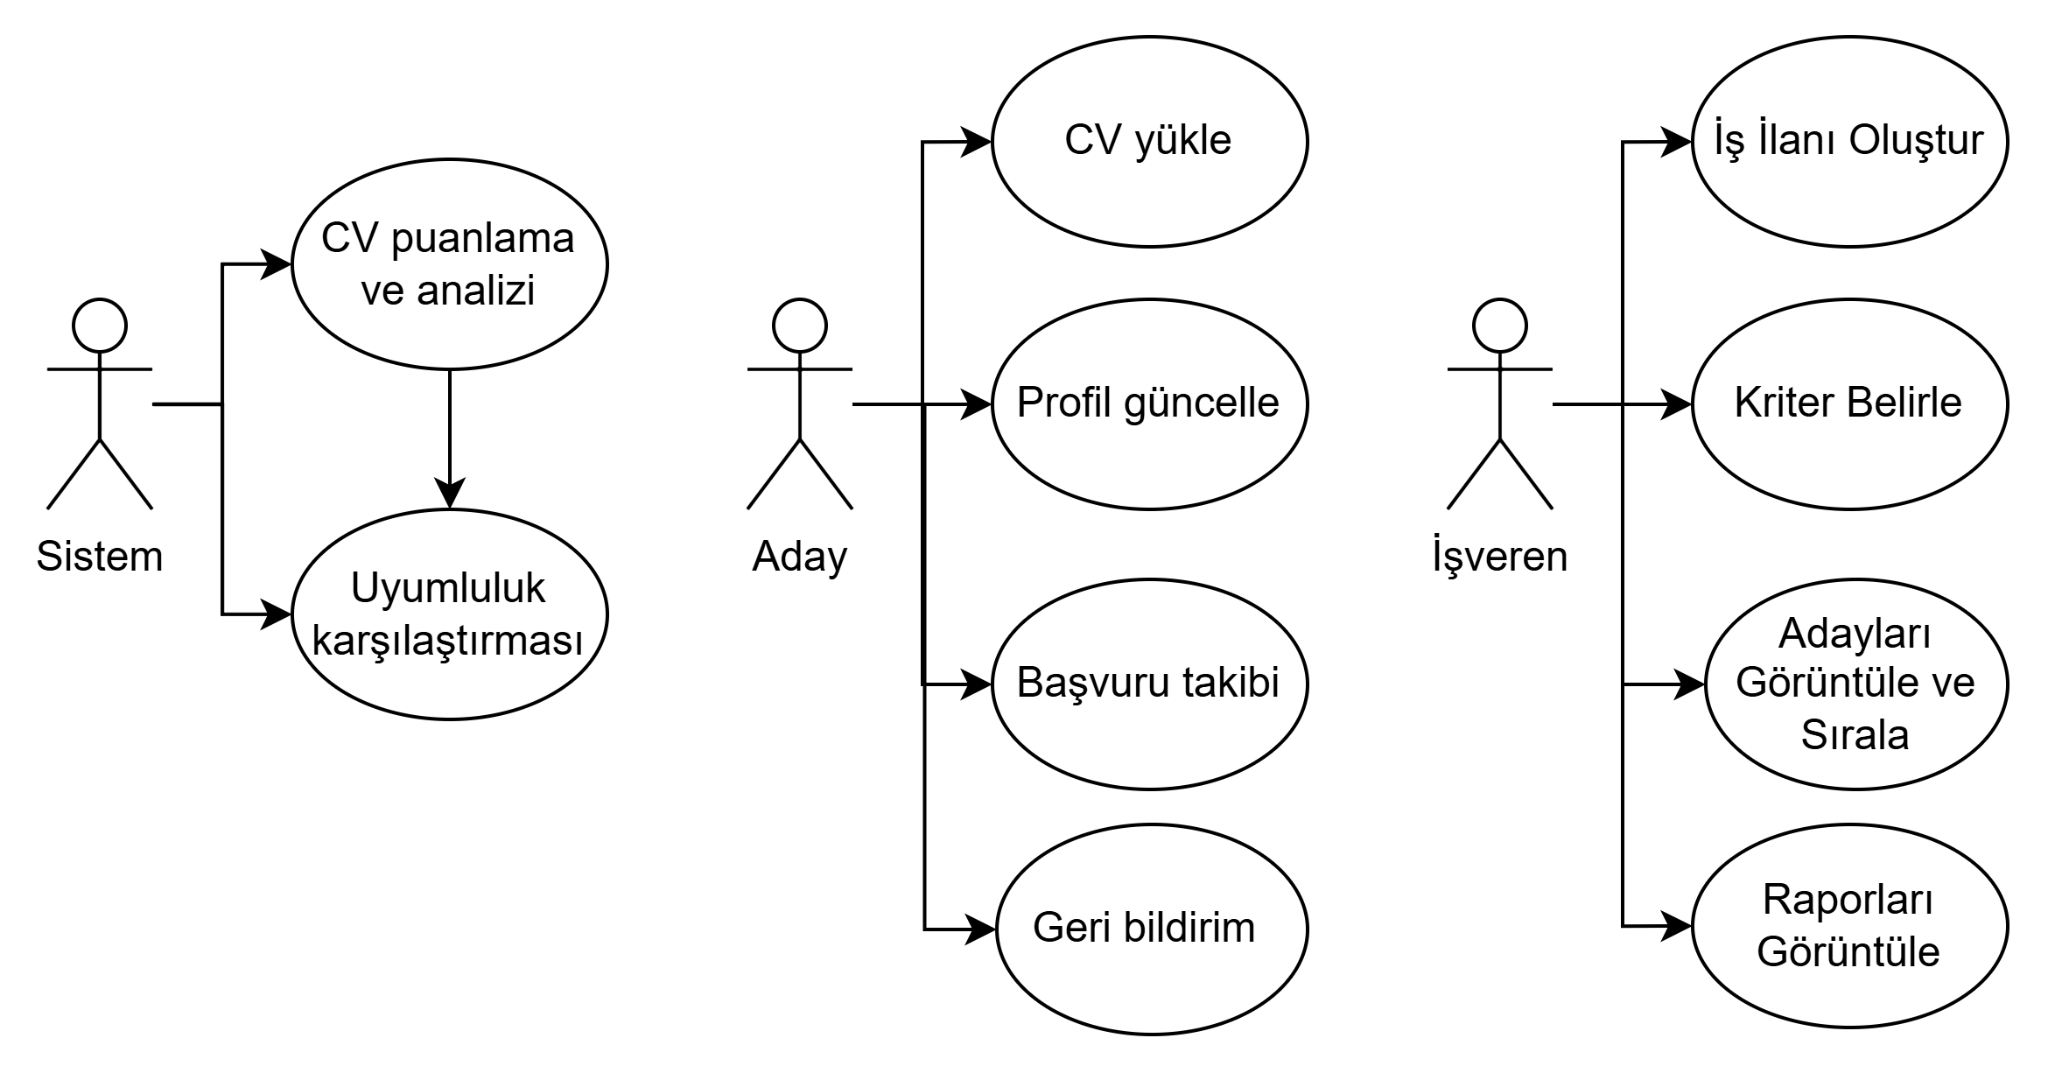 Sistem
CV puanlama
ve analizi
Uyumluluk
karşılaştırması
Aday
CV yükle
Profil güncelle
Başvuru takibi
Geri bildirim
İşveren
İş İlanı Oluştur
Kriter Belirle
Adayları
Görüntüle ve
Sırala
Raporları
Görüntüle